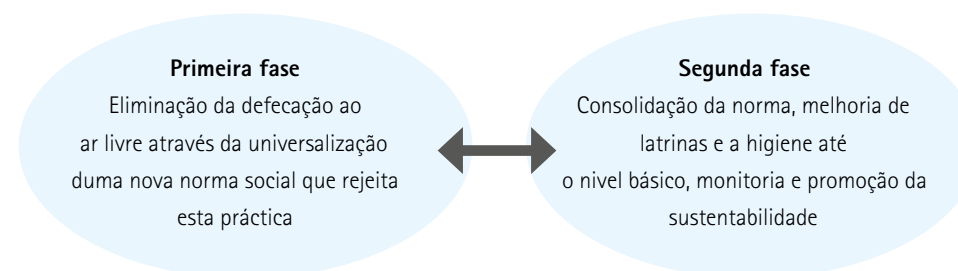 Primeira fase
Eliminação da defecação ao
ar livre através da universalização
duma nova norma social que rejeita
esta práctica
Segunda fase
Consolidação da norma, melhoria de
latrinas e a higiene até
o nivel básico, monitoria e promoção da
sustentabilidade